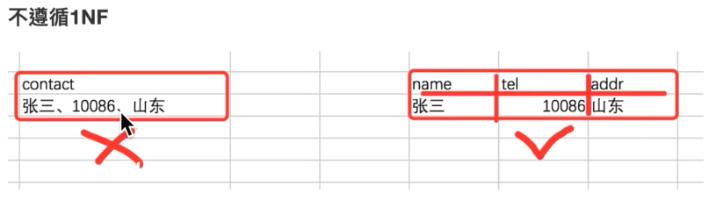 不遵循1NF
contact
张三、10086、山东
name tel addr
张三 10086 山东